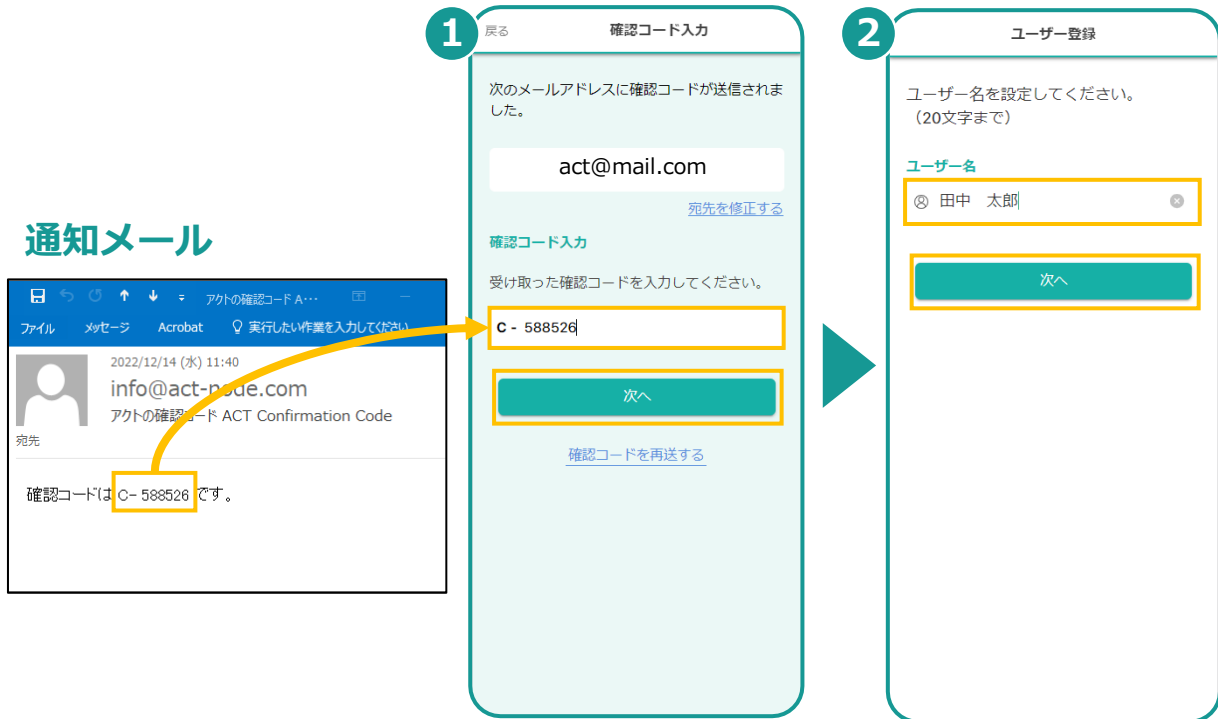 通知メール
アクトの確認コード A･･･
ファイル メッセージ Acrobat 実行したい作業を入力してください
2022/12/14 (水) 11:40
info@act-node.com
アクトの確認コード ACT Confirmation Code
宛先
確認コードは C- 588526 です。
1
戻る 確認コード入力
次のメールアドレスに確認コードが送信されま
した。
act@mail.com
宛先を修正する
確認コード入力
受け取った確認コードを入力してください。
C - 588526
次へ
確認コードを再送する
2
ユーザー登録
ユーザー名を設定してください。
（20文字まで）
ユーザー名
田中　太郎
次へ